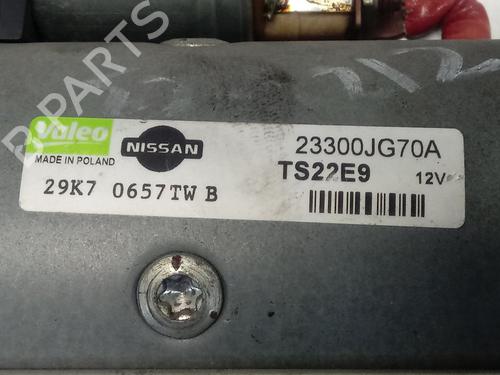 B-PARTS
Valeo
NISSAN
23300JG70A
MADE IN POLAND
TS22E9
12V
29K7 0657TW B